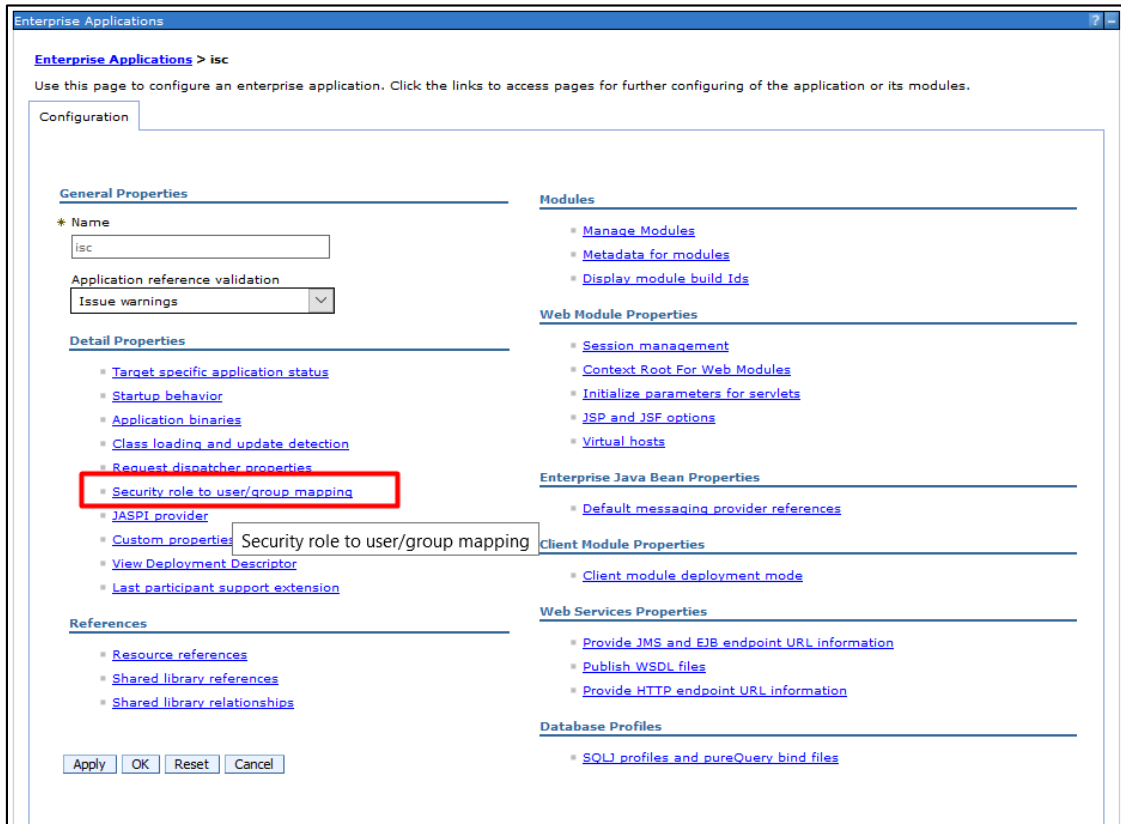 Enterprise Applications ? –
Enterprise Applications > isc
Use this page to configure an enterprise application. Click the links to access pages for further configuring of the application or its modules.
Configuration
General Properties
* Name
isc
Application reference validation
Issue warnings
Detail Properties
Target specific application status
Startup behavior
Application binaries
Class loading and update detection
Request dispatcher properties
Security role to user/group mapping
JASPI provider
Custom properties
Security role to user/group mapping
View Deployment Descriptor
Last participant support extension
References
Resource references
Shared library references
Shared library relationships
Apply OK Reset Cancel
Modules
Manage Modules
Metadata for modules
Display module build Ids
Web Module Properties
Session management
Context Root For Web Modules
Initialize parameters for servlets
JSP and JSF options
Virtual hosts
Enterprise Java Bean Properties
Default messaging provider references
Client Module Properties
Client module deployment mode
Web Services Properties
Provide JMS and EJB endpoint URL information
Publish WSDL files
Provide HTTP endpoint URL information
Database Profiles
SQLJ profiles and pureQuery bind files